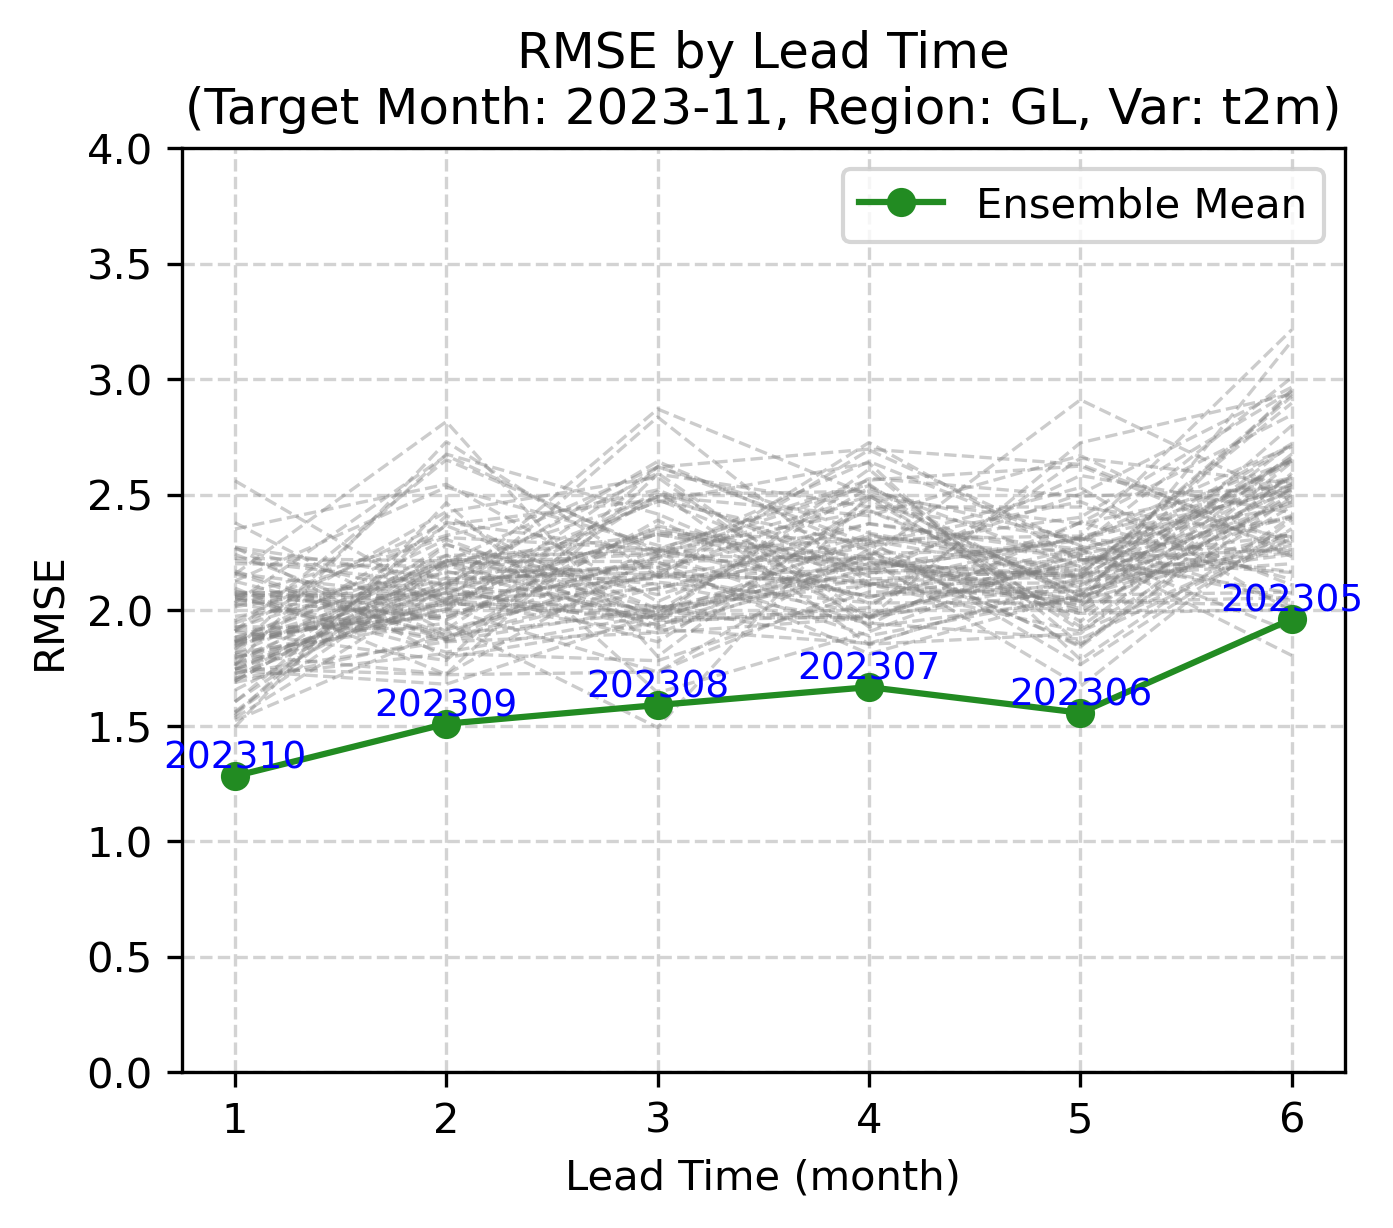 RMSE by Lead Time
(Target Month: 2023-11, Region: GL, Var: t2m)
Ensemble Mean
4.0
3.5
3.0
2.5
2.0
1.5
1.0
0.5
0.0
RMSE
202310
202309
202308
202307
202306
202305
1 2 3 4 5 6
Lead Time (month)